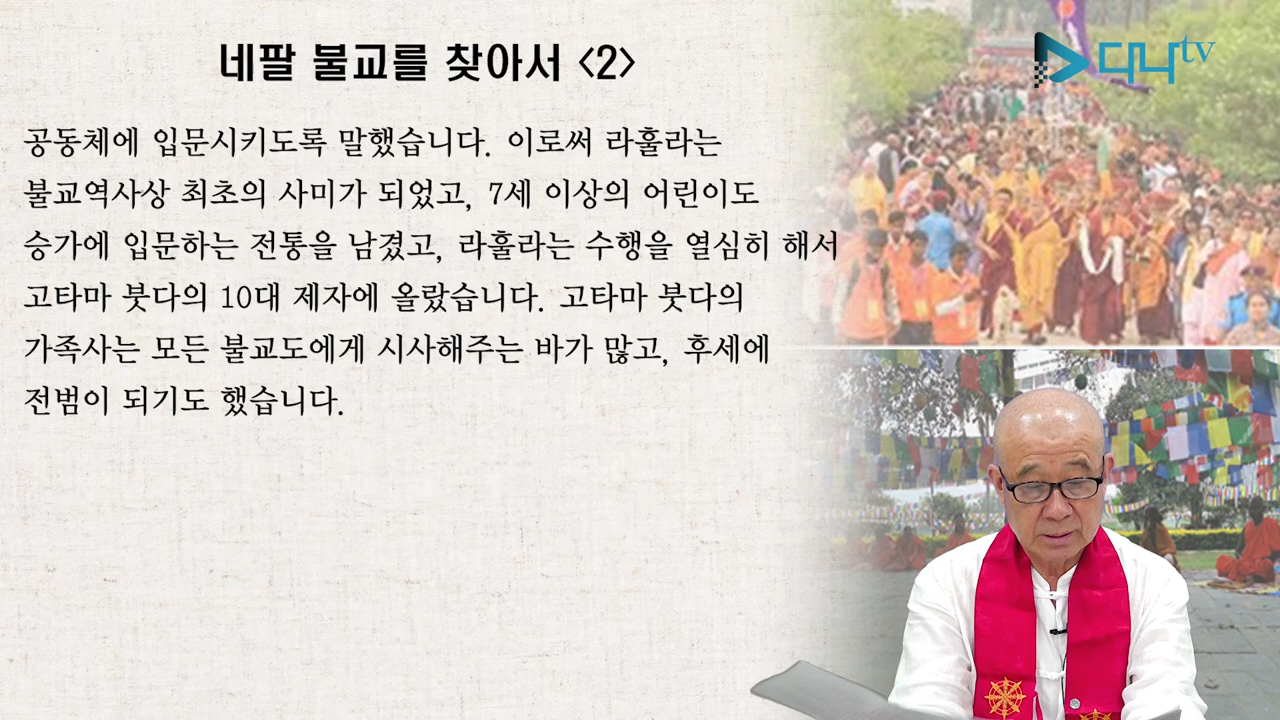 네팔 불교를 찾아서 <2>
공동체에 입문시키도록 말했습니다. 이로써 라훌라는
불교역사상 최초의 사미가 되었고, 7세 이상의 어린이도
승가에 입문하는 전통을 남겼고, 라훌라는 수행을 열심히 해서
고타마 붓다의 10대 제자에 올랐습니다. 고타마 붓다의
가족사는 모든 불교도에게 시사해주는 바가 많고, 후세에
전범이 되기도 했습니다.